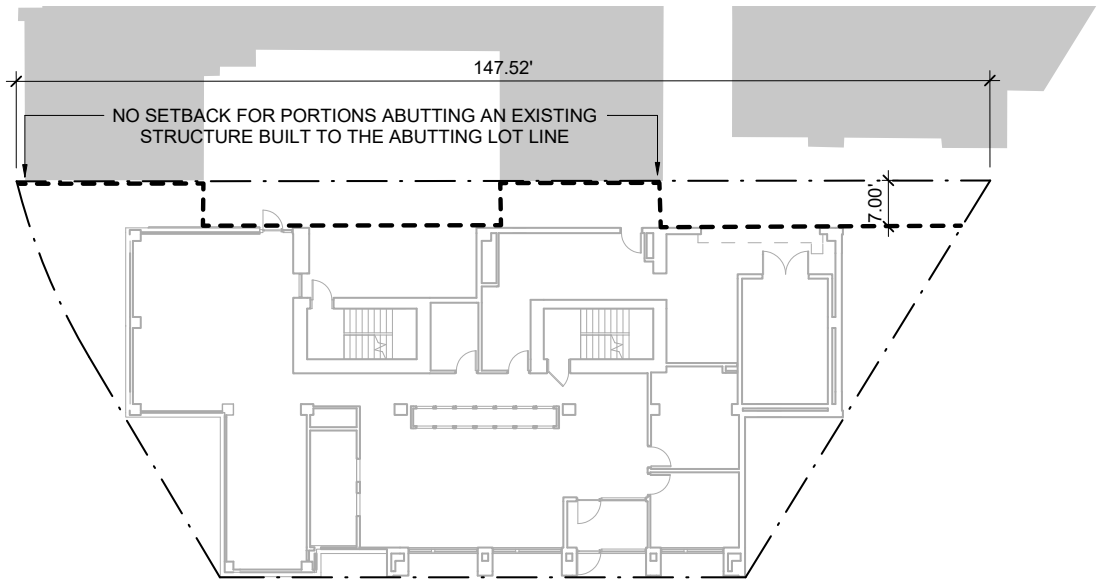 147.52'
NO SETBACK FOR PORTIONS ABUTTING AN EXISTING
STRUCTURE BUILT TO THE ABUTTING LOT LINE
7.00'